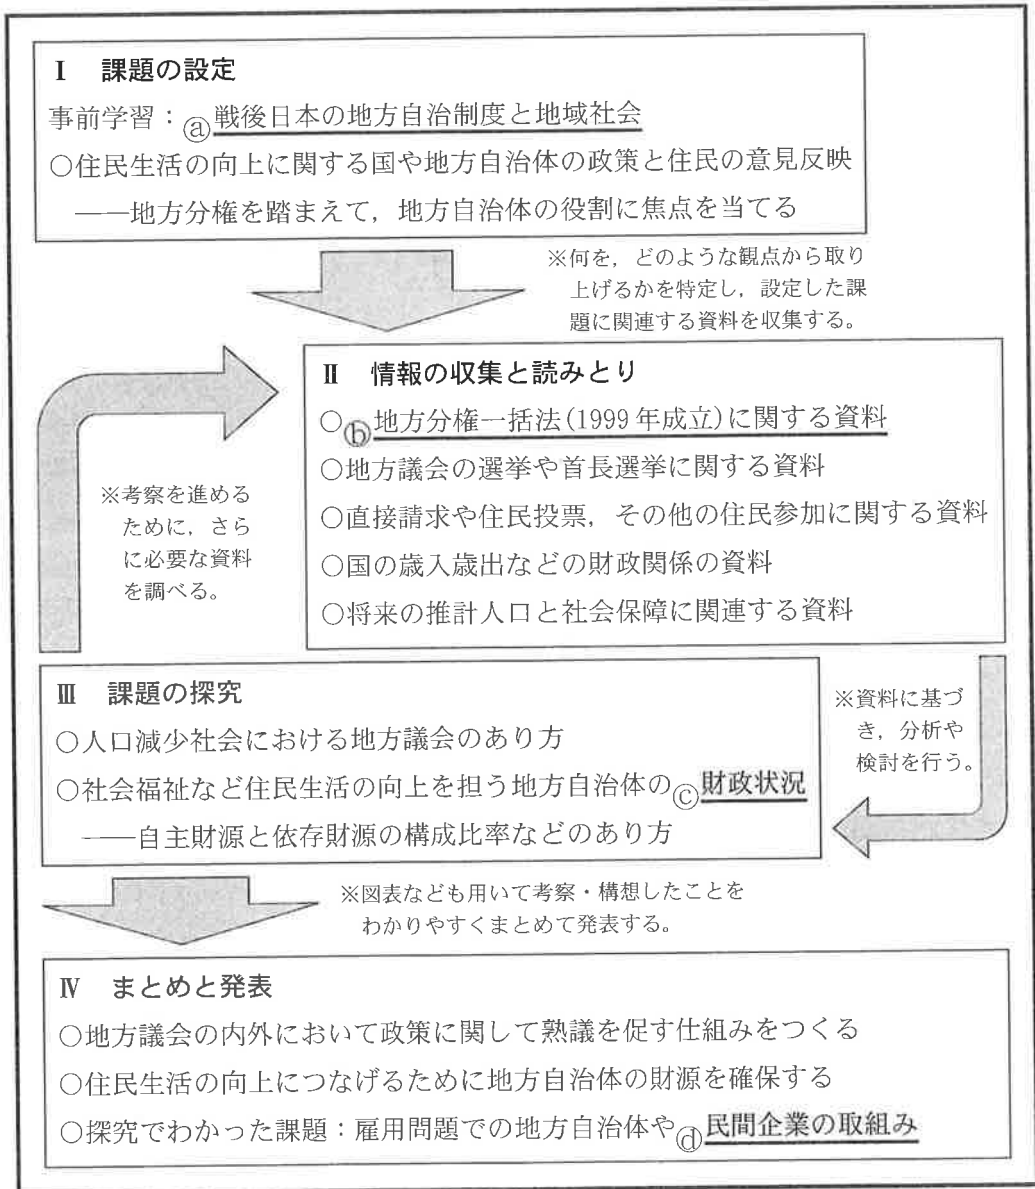 Ⅰ 課題の設定
事前学習：ⓐ戦後日本の地方自治制度と地域社会
○住民生活の向上に関する国や地方自治体の政策と住民の意見反映
――地方分権を踏まえて，地方自治体の役割に焦点を当てる
※何を，どのような観点から取り
上げるかを特定し，設定した課
題に関連する資料を収集する。
Ⅱ 情報の収集と読みとり
○ⓑ地方分権一括法(1999年成立)に関する資料
○地方議会の選挙や首長選挙に関する資料
○直接請求や住民投票，その他の住民参加に関する資料
○国の歳入歳出などの財政関係の資料
○将来の推計人口と社会保障に関連する資料
※考察を進める
ために，さら
に必要な資料
を調べる。
Ⅲ 課題の探究
○人口減少社会における地方議会のあり方
○社会福祉など住民生活の向上を担う地方自治体のⓒ財政状況
――自主財源と依存財源の構成比率などのあり方
※資料に基づ
き，分析や
検討を行う。
※図表なども用いて考察・構想したことを
わかりやすくまとめて発表する。
Ⅳ まとめと発表
○地方議会の内外において政策に関して熟議を促す仕組みをつくる
○住民生活の向上につなげるために地方自治体の財源を確保する
○探究でわかった課題：雇用問題での地方自治体やⓓ民間企業の取組み